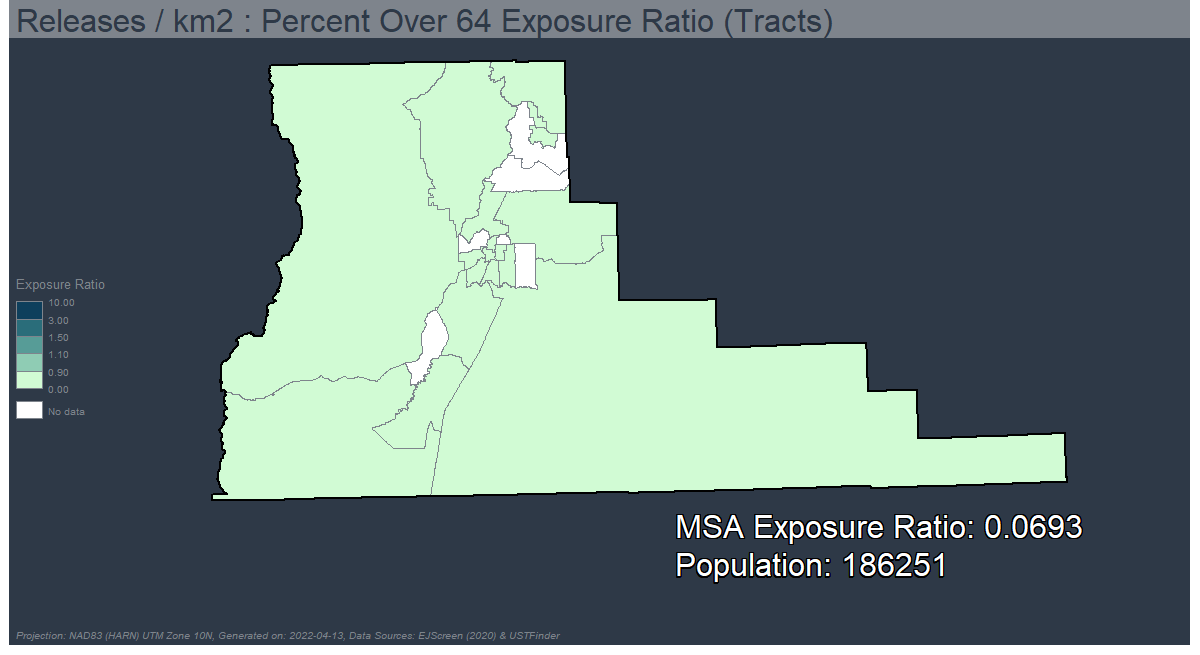 Releases / km2 : Percent Over 64 Exposure Ratio (Tracts)
Exposure Ratio
10.00
3.00
1.50
1.10
0.90
0.00
No data
MSA Exposure Ratio: 0.0693
Population: 186251
Projection: NAD83 (HARN) UTM Zone 10N, Generated on: 2022-04-13, Data Sources: EJScreen (2020) & USTFinder